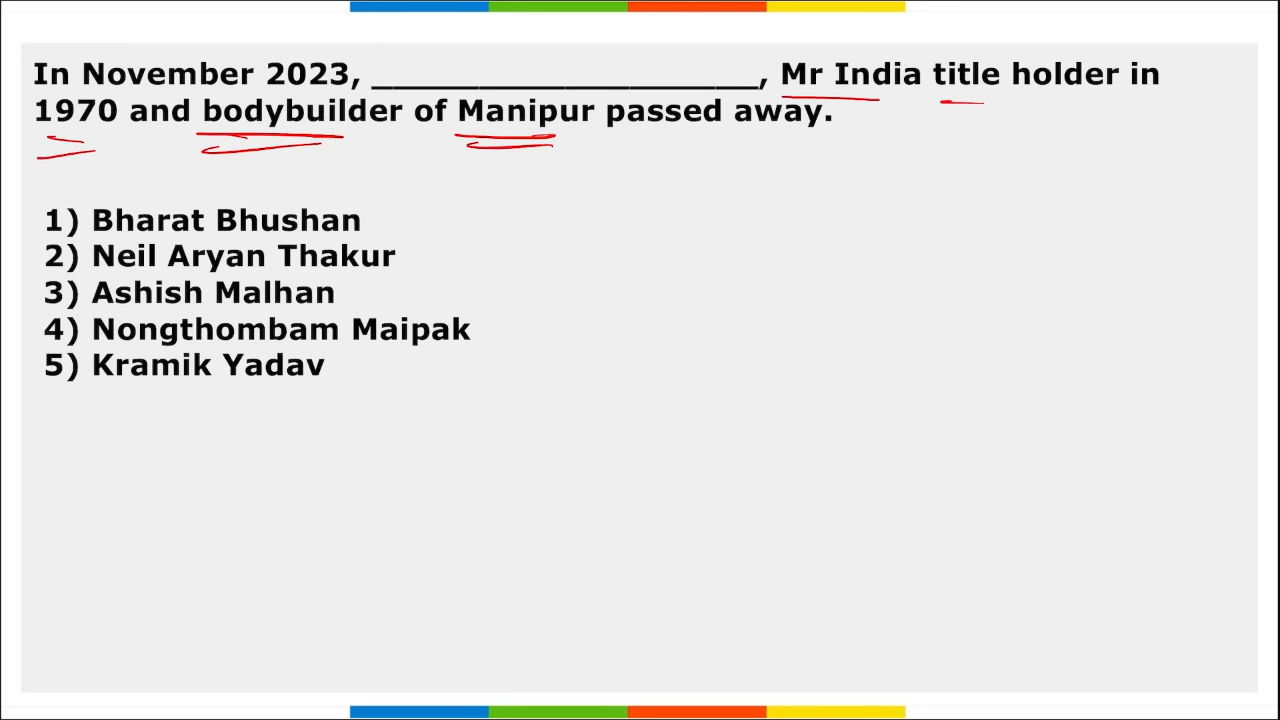 In November 2023, ____________________, Mr India title holder in
1970 and bodybuilder of Manipur passed away.
1) Bharat Bhushan
2) Neil Aryan Thakur
3) Ashish Malhan
4) Nongthombam Maipak
5) Kramik Yadav